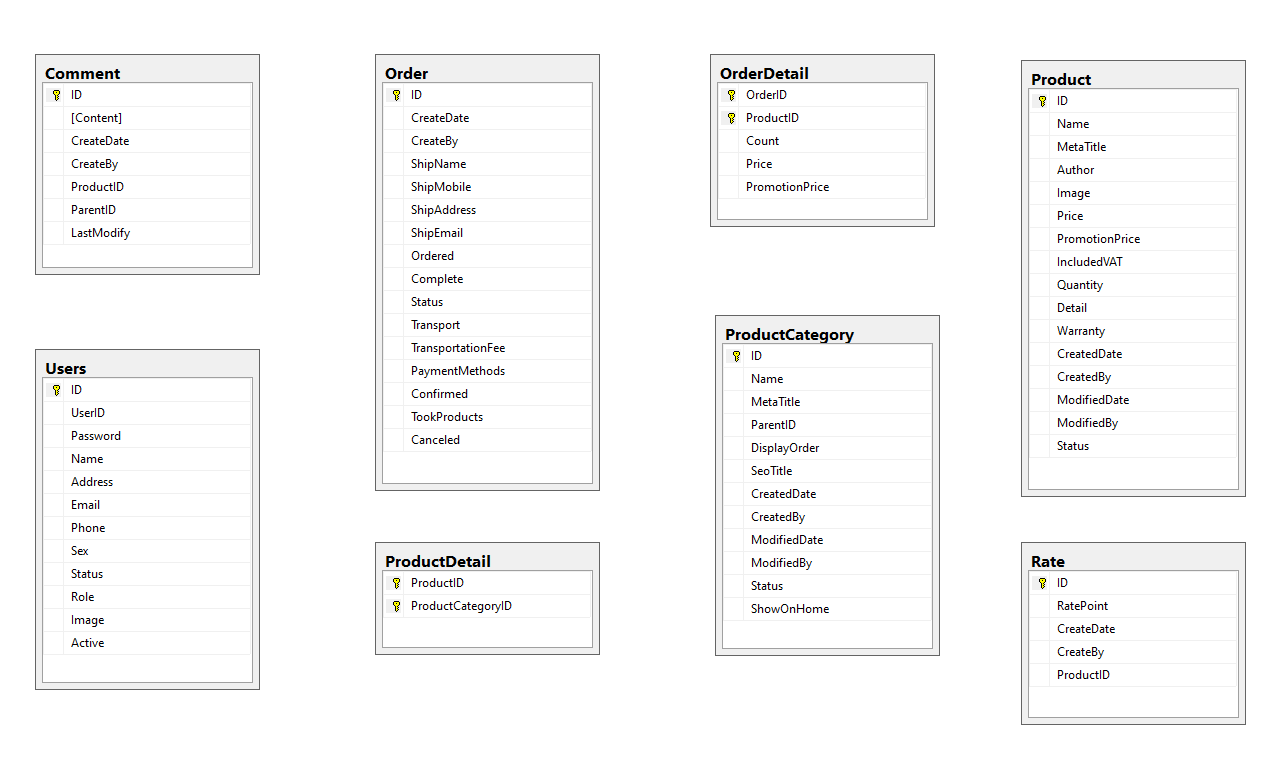 Comment
ID
[Content]
CreateDate
CreateBy
ProductID
ParentID
LastModify
Users
ID
UserID
Password
Name
Address
Email
Phone
Sex
Status
Role
Image
Active
Order
ID
CreateDate
CreateBy
ShipName
ShipMobile
ShipAddress
ShipEmail
Ordered
Complete
Status
Transport
TransportationFee
PaymentMethods
Confirmed
TookProducts
Canceled
ProductDetail
ProductID
ProductCategoryID
OrderDetail
OrderID
ProductID
Count
Price
PromotionPrice
ProductCategory
ID
Name
MetaTitle
ParentID
DisplayOrder
SeoTitle
CreatedDate
CreatedBy
ModifiedDate
ModifiedBy
Status
ShowOnHome
Product
ID
Name
MetaTitle
Author
Image
Price
PromotionPrice
IncludedVAT
Quantity
Detail
Warranty
CreatedDate
CreatedBy
ModifiedDate
ModifiedBy
Status
Rate
ID
RatePoint
CreateDate
CreateBy
ProductID